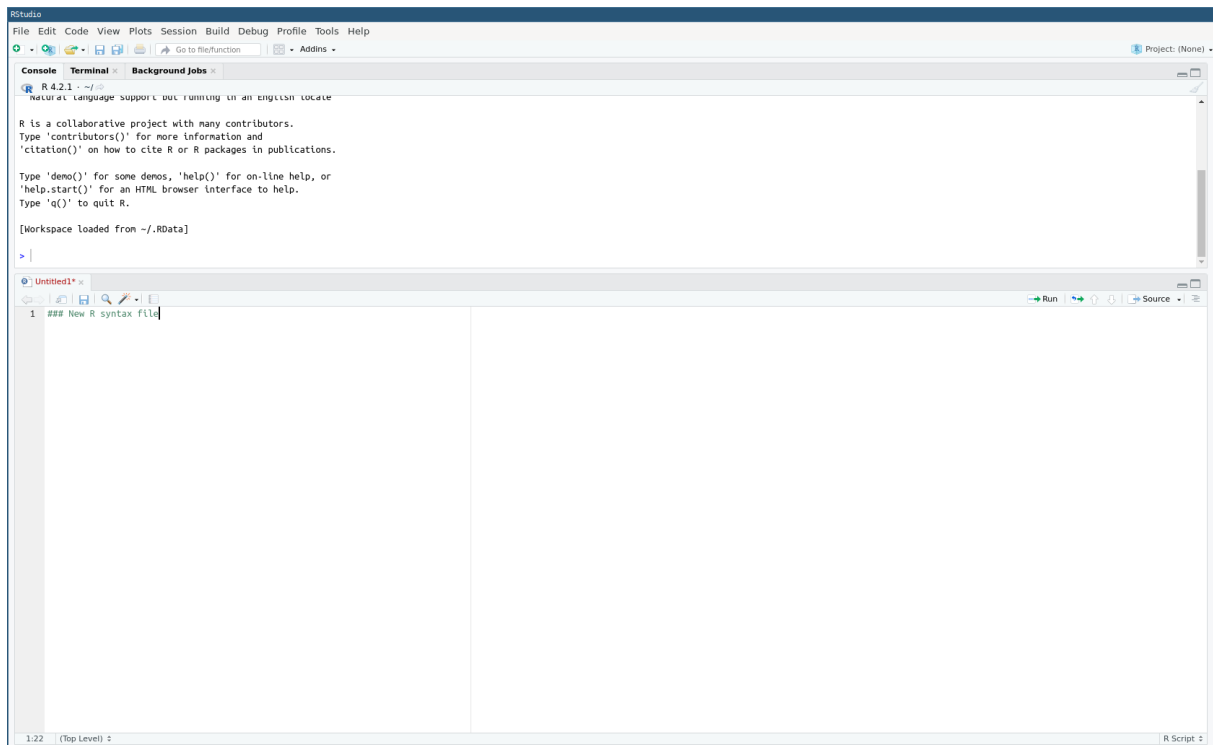 RStudio
File Edit Code View Plots Session Build Debug Profile Tools Help
Go to file/function Addins Project: (None)
Console Terminal Background Jobs
R 4.2.1 · ~/
Natural language support but running in an English locale
R is a collaborative project with many contributors.
Type 'contributors()' for more information and
'citation()' on how to cite R or R packages in publications.
Type 'demo()' for some demos, 'help()' for on-line help, or
'help.start()' for an HTML browser interface to help.
Type 'q()' to quit R.
[Workspace loaded from ~/.RData]
>
Untitled1*
Run Source
1 ### New R syntax file
1:22 (Top Level) R Script